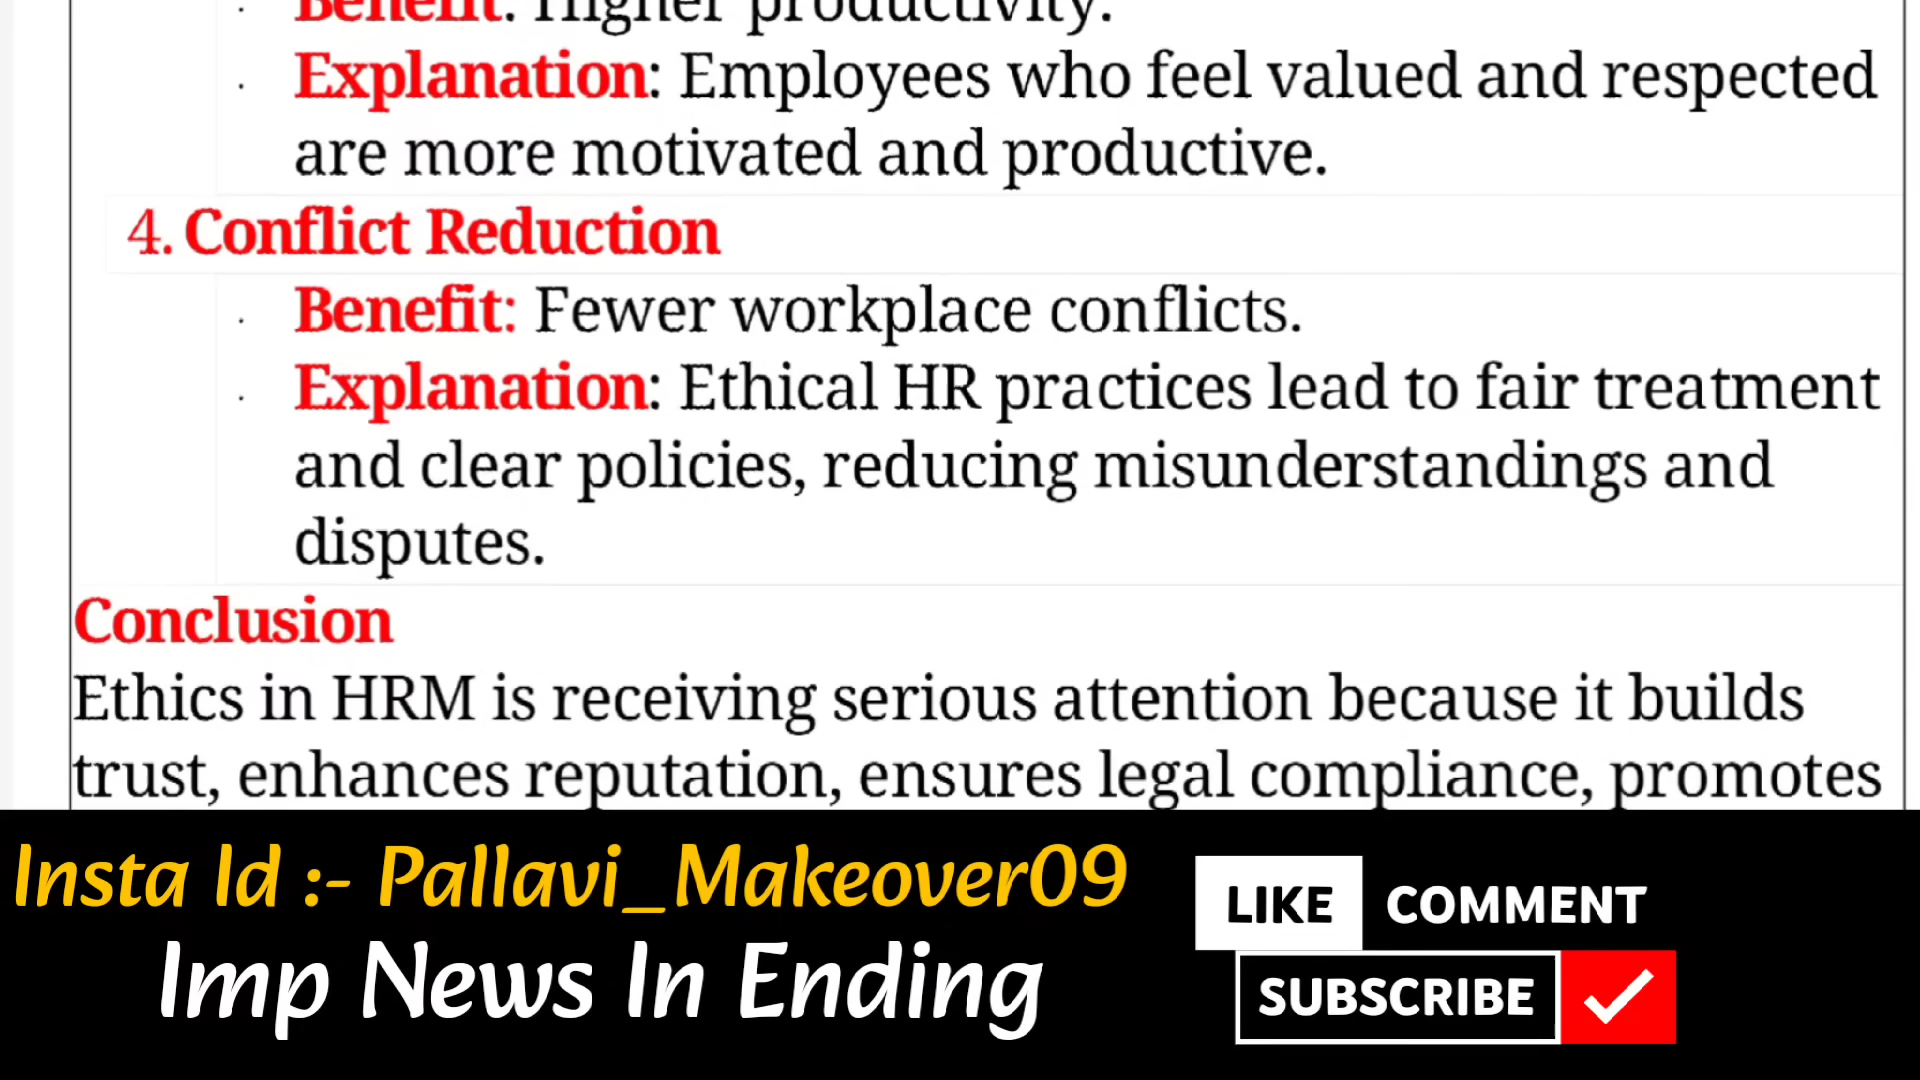 Benefit: Higher productivity.
· Explanation: Employees who feel valued and respected
are more motivated and productive.
4. Conflict Reduction
· Benefit: Fewer workplace conflicts.
· Explanation: Ethical HR practices lead to fair treatment
and clear policies, reducing misunderstandings and
disputes.
Conclusion
Ethics in HRM is receiving serious attention because it builds
trust, enhances reputation, ensures legal compliance, promotes
Insta Id :- Pallavi_Makeover09
Imp News In Ending
LIKE COMMENT
SUBSCRIBE